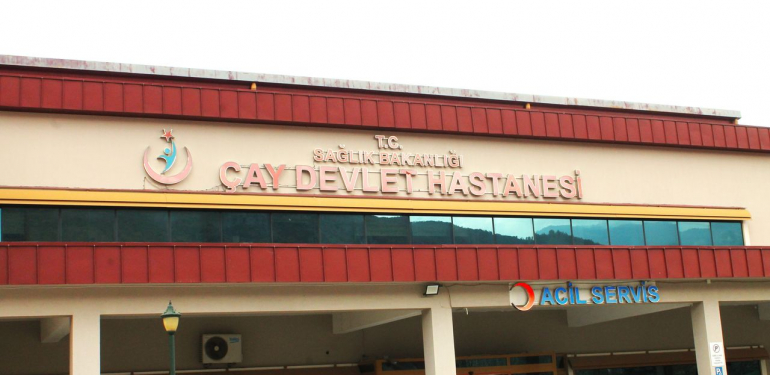 T.C.
SAĞLIK BAKANLIĞI
ÇAY DEVLET HASTANESİ
ACİL SERVİS